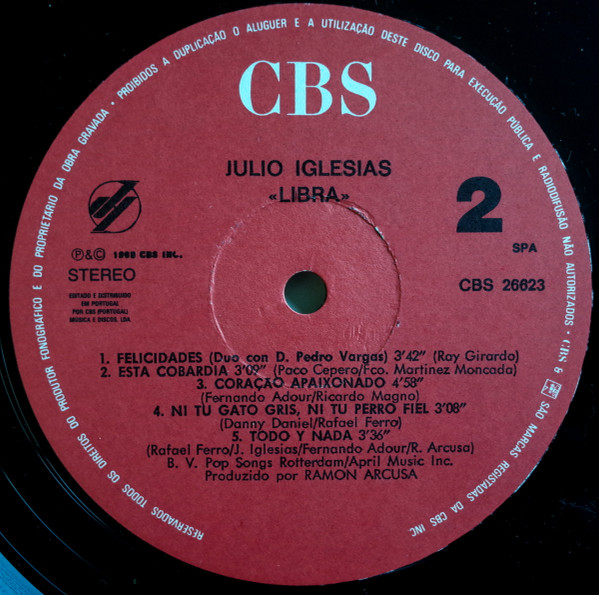 RESERVADOS TODOS OS DIREITOS DO PRODUTOR FONOGRÁFICO E DO PROPRIETÁRIO DA OBRA GRAVADA • PROIBIDOS A DUPLICAÇÃO O ALUGUER E A UTILIZAÇÃO DESTE DISCO PARA EXECUÇÃO PÚBLICA E RADIODIFUSÃO NÃO AUTORIZADOS • CBS & SÃO MARCAS REGISTADAS DA CBS INC
CBS
JULIO IGLESIAS
«LIBRA»
2
SPA
℗&© CBS INC.
STEREO
CBS 26623
EDITADO E DISTRIBUIDO
EM PORTUGAL
POR CBS (PORTUGAL)
MÚSICA E DISCOS, LDA.
1. FELICIDADES (Duo con D. Pedro Vargas) 3'42" (Ray Girardo)
2. ESTA COBARDIA 3'09" (Paco Cepero/Fco. Martinez Moncada)
3. CORAÇÃO APAIXONADO 4'58"
(Fernando Adour/Ricardo Magno)
4. NI TU GATO GRIS, NI TU PERRO FIEL 3'08"
(Danny Daniel/Rafael Ferro)
5. TODO Y NADA 3'36"
(Rafael Ferro/J. Iglesias/Fernando Adour/R. Arcusa)
B. V. Pop Songs Rotterdam/April Music Inc.
Produzido por RAMON ARCUSA